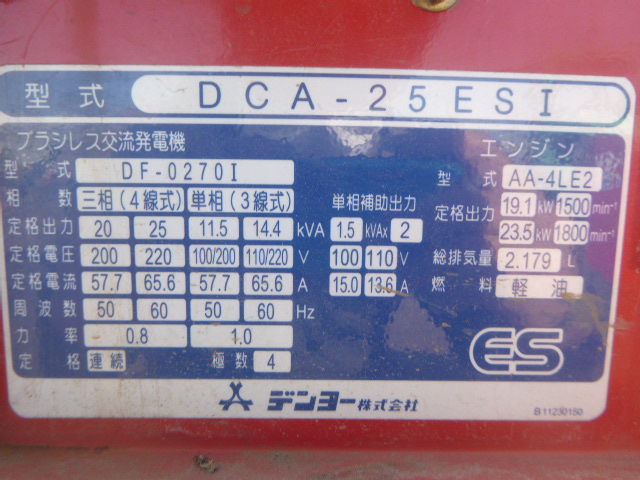 型式 DCA-25ESI
ブラシレス交流発電機
型式 DF-0270I
相数 三相(4線式) 単相(3線式) 単相補助出力
定格出力 20 25 11.5 14.4 kVA 1.5 kVA× 2
定格電圧 200 220 100/200 110/220 V 100 110 V
定格電流 57.7 65.6 57.7 65.6 A 15.0 13.6 A
周波数 50 60 50 60 Hz
力率 0.8 1.0
定格 連続 極数 4
エンジン
型式 AA-4LE2
定格出力 19.1 kW 1500 min⁻¹
23.5 kW 1800 min⁻¹
総排気量 2.179 L
燃料 軽油
ES
デンヨー株式会社
B11230150